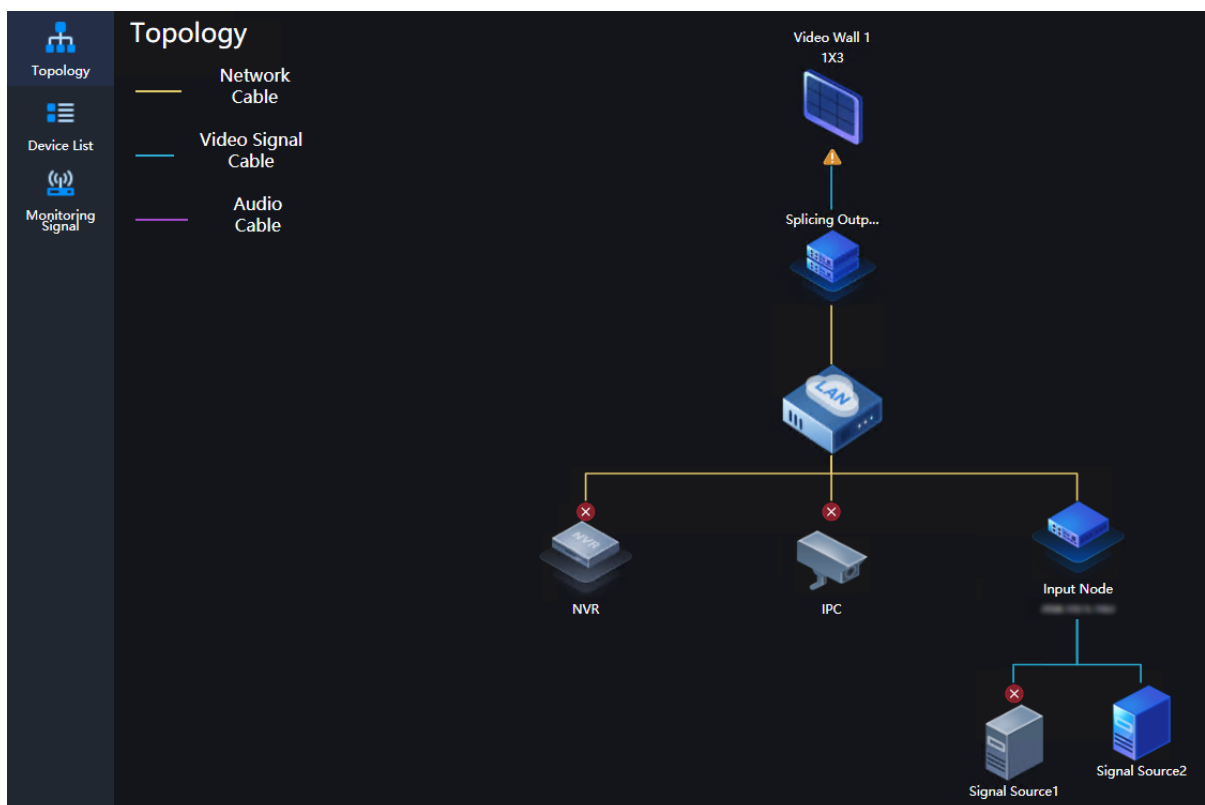 Topology
Device List
Monitoring
Signal
Topology
Network
Cable
Video Signal
Cable
Audio
Cable
Video Wall 1
1X3
Splicing Outp...
LAN
NVR
NVR
IPC
Input Node
Signal Source1
Signal Source2